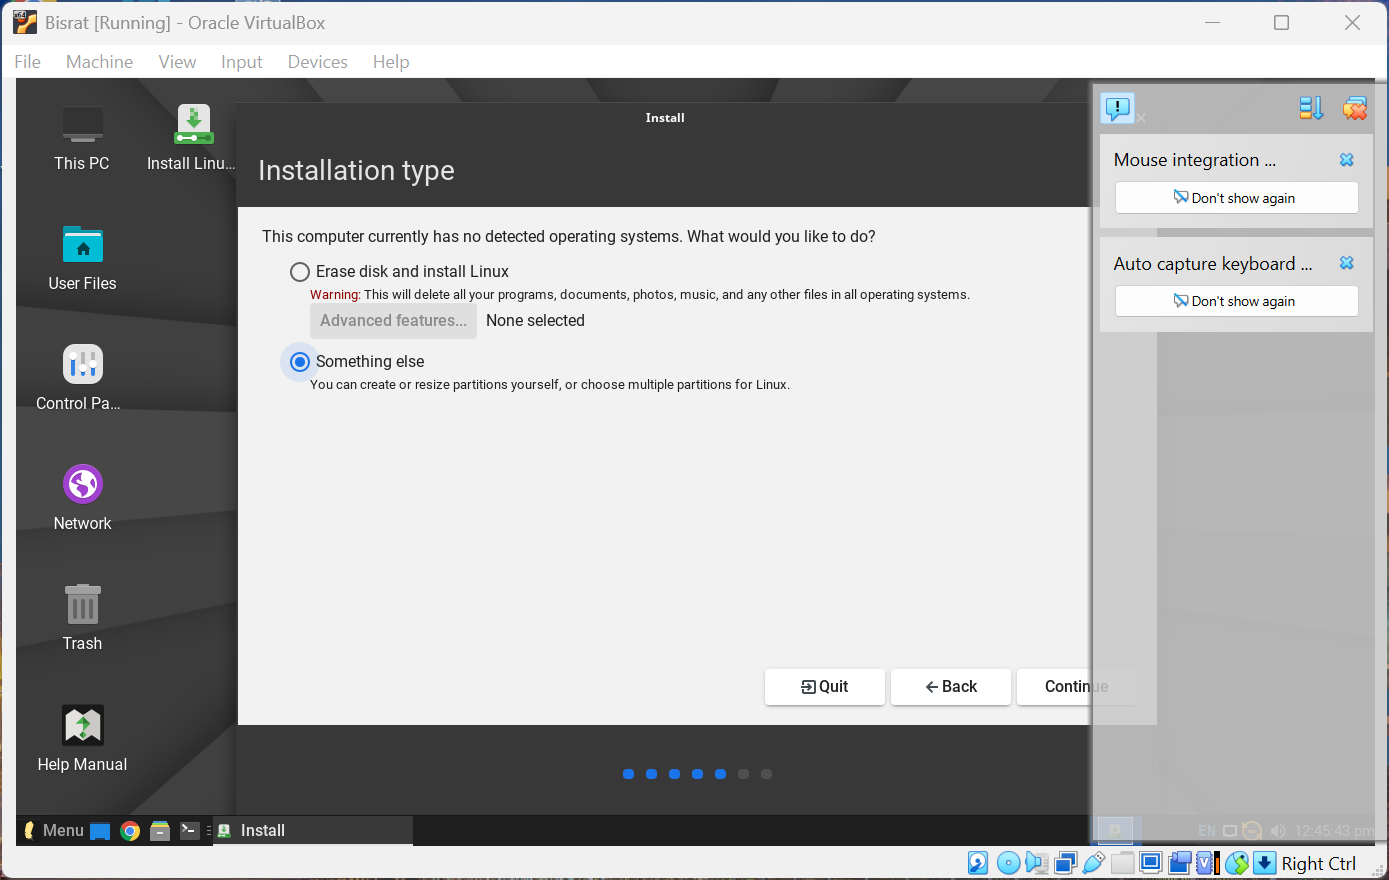 Bisrat [Running] - Oracle VirtualBox
File Machine View Input Devices Help
This PC
Install Linu...
User Files
Control Pa...
Network
Trash
Help Manual
Install
Installation type
This computer currently has no detected operating systems. What would you like to do?
Erase disk and install Linux
Warning: This will delete all your programs, documents, photos, music, and any other files in all operating systems.
Advanced features... None selected
Something else
You can create or resize partitions yourself, or choose multiple partitions for Linux.
Quit Back Continue
Mouse integration ...
Don't show again
Auto capture keyboard ...
Don't show again
Menu Install EN 12:45:43 pm
Right Ctrl